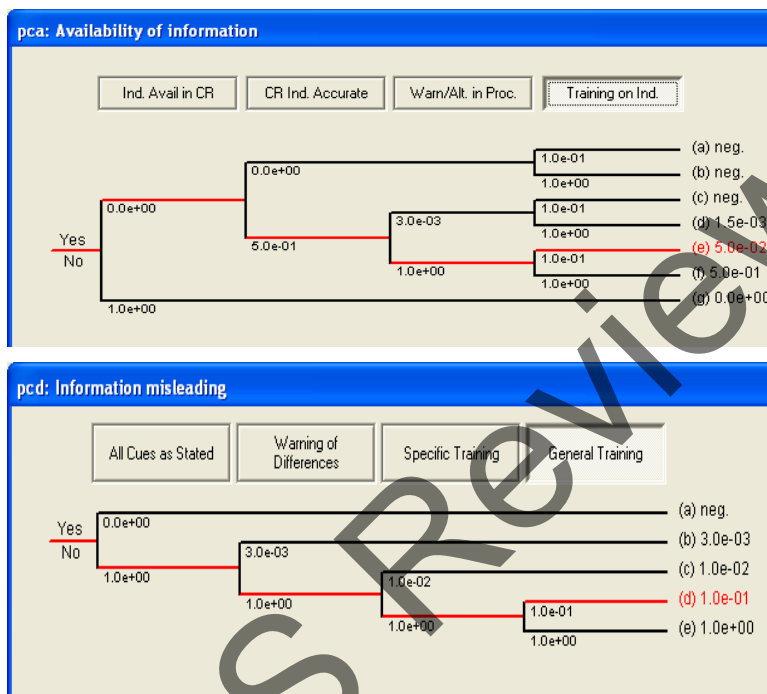 pca: Availability of information
Ind. Avail in CR CR Ind. Accurate Warn/Alt. in Proc. Training on Ind.
Yes
No
0.0e+00
1.0e+00
0.0e+00
5.0e-01
3.0e-03
1.0e+00
1.0e-01
1.0e+00
1.0e-01
1.0e+00
1.0e-01
1.0e+00
(a) neg.
(b) neg.
(c) neg.
(d) 1.5e-03
(e) 5.0e-02
(f) 5.0e-01
(g) 0.0e+00
pcd: Information misleading
All Cues as Stated Warning of Differences Specific Training General Training
Yes
No
0.0e+00
1.0e+00
3.0e-03
1.0e+00
1.0e-02
1.0e+00
1.0e-01
1.0e+00
(a) neg.
(b) 3.0e-03
(c) 1.0e-02
(d) 1.0e-01
(e) 1.0e+00
s Review